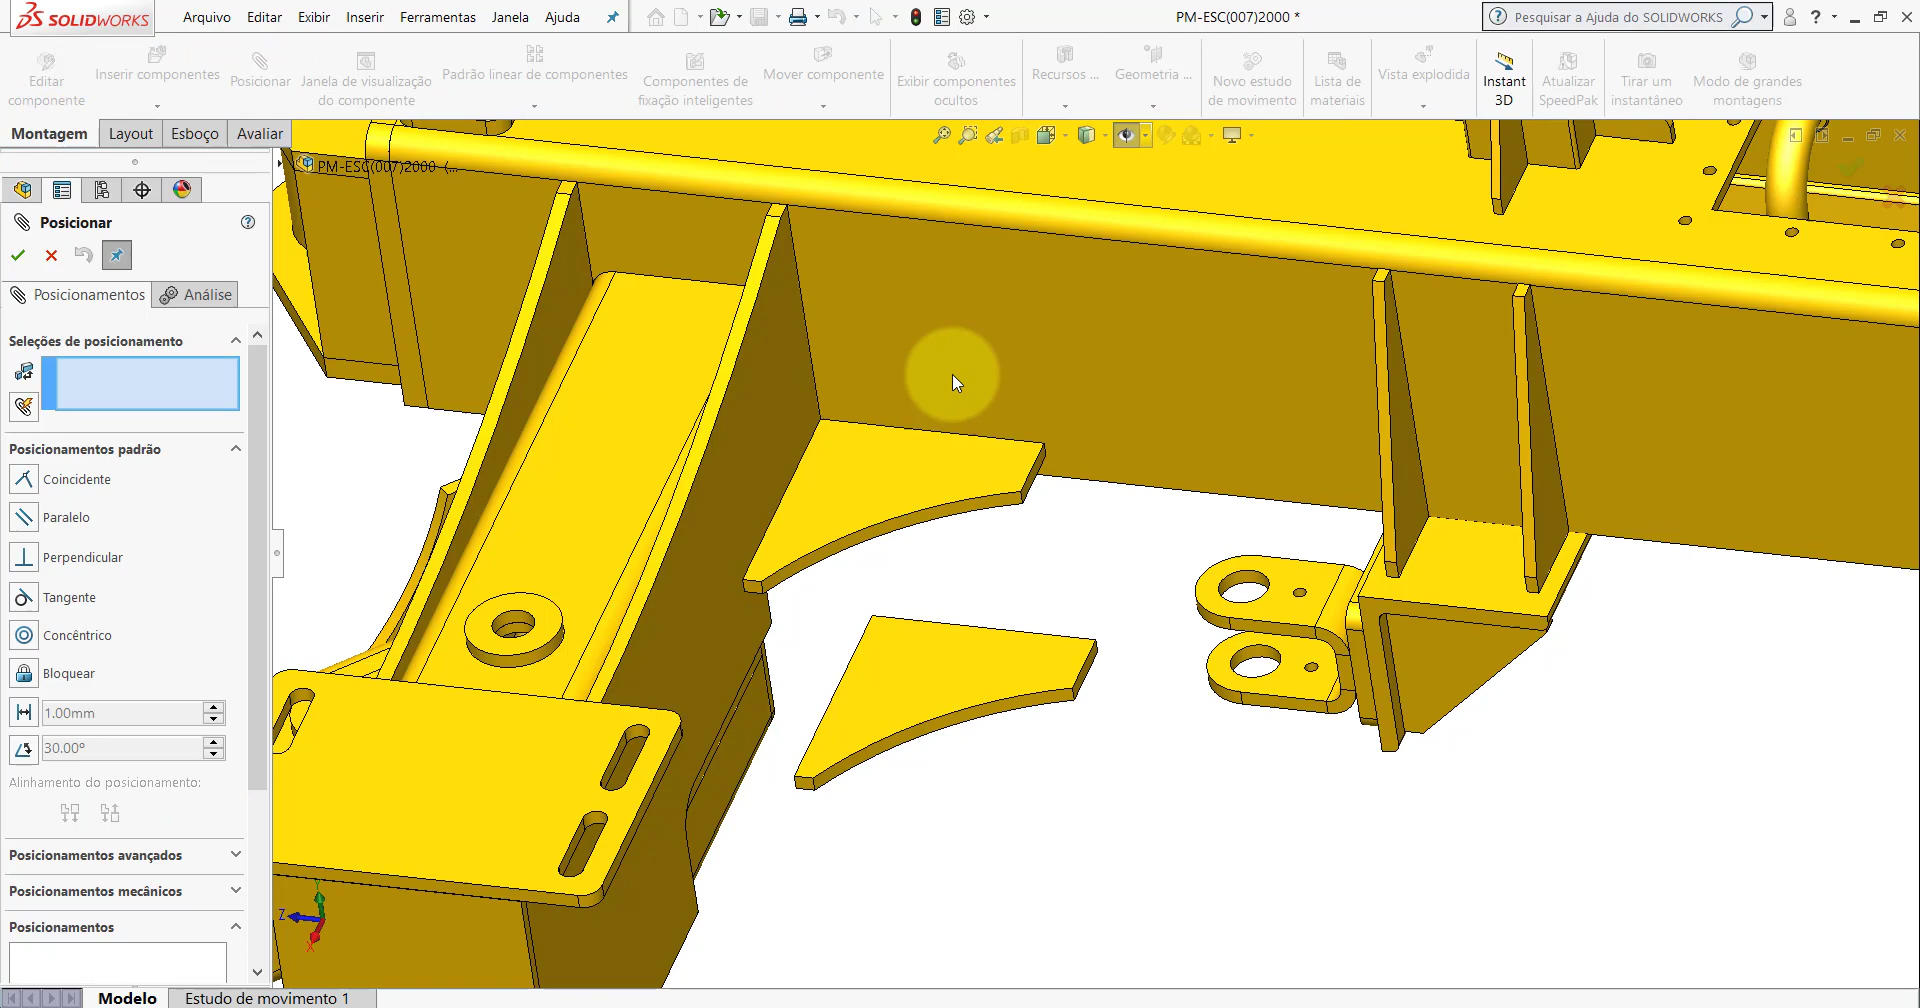 SOLIDWORKS
Arquivo Editar Exibir Inserir Ferramentas Janela Ajuda
PM-ESC(007)2000 *
Pesquisar a Ajuda do SOLIDWORKS
Editar componente
Inserir componentes
Posicionar
Janela de visualização do componente
Padrão linear de componentes
Componentes de fixação inteligentes
Mover componente
Exibir componentes ocultos
Recursos ...
Geometria ...
Novo estudo de movimento
Lista de materiais
Vista explodida
Instant 3D
Atualizar SpeedPak
Tirar um instantâneo
Modo de grandes montagens
Montagem Layout Esboço Avaliar
PM-ESC(007)2000 (...
Posicionar
Posicionamentos Análise
Seleções de posicionamento
Posicionamentos padrão
Coincidente
Paralelo
Perpendicular
Tangente
Concêntrico
Bloquear
1.00mm
30.00°
Alinhamento do posicionamento:
Posicionamentos avançados
Posicionamentos mecânicos
Posicionamentos
Y
Z
X
Modelo Estudo de movimento 1